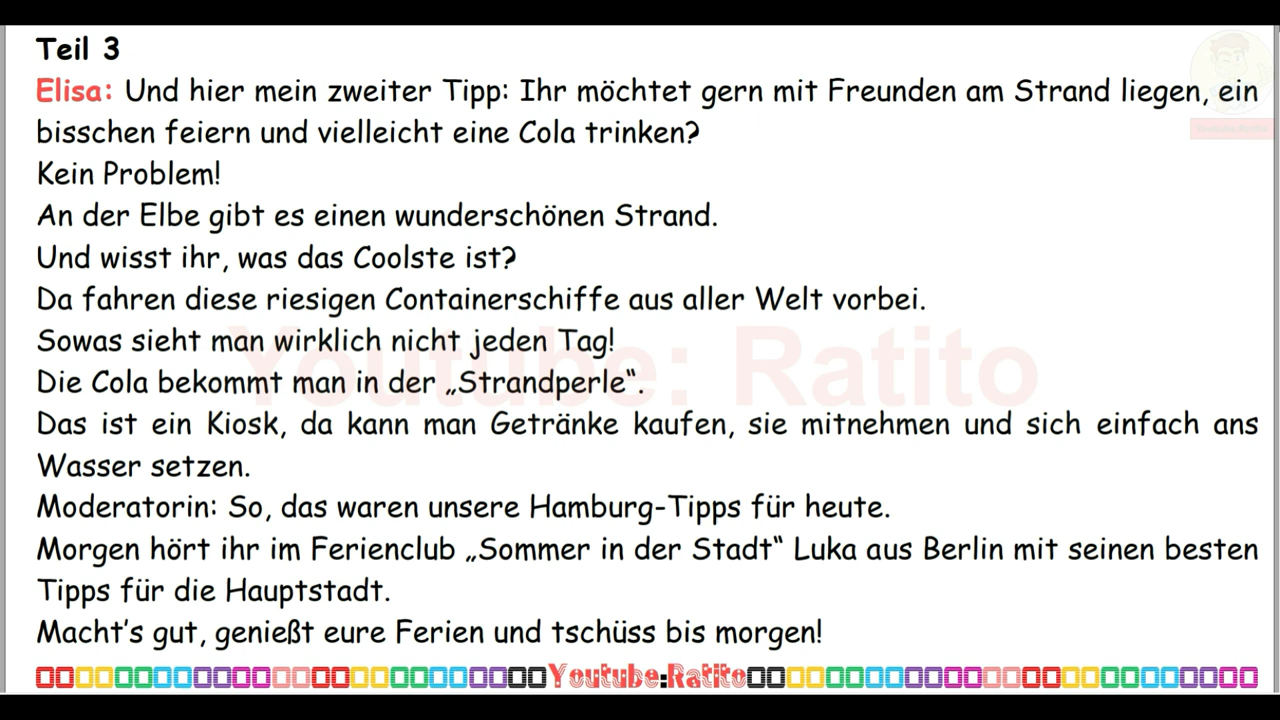 Teil 3
Elisa: Und hier mein zweiter Tipp: Ihr möchtet gern mit Freunden am Strand liegen, ein
bisschen feiern und vielleicht eine Cola trinken?
Kein Problem!
An der Elbe gibt es einen wunderschönen Strand.
Und wisst ihr, was das Coolste ist?
Da fahren diese riesigen Containerschiffe aus aller Welt vorbei.
Sowas sieht man wirklich nicht jeden Tag!
Youtube: Ratito
Die Cola bekommt man in der „Strandperle“.
Das ist ein Kiosk, da kann man Getränke kaufen, sie mitnehmen und sich einfach ans
Wasser setzen.
Moderatorin: So, das waren unsere Hamburg-Tipps für heute.
Morgen hört ihr im Ferienclub „Sommer in der Stadt“ Luka aus Berlin mit seinen besten
Tipps für die Hauptstadt.
Macht’s gut, genießt eure Ferien und tschüss bis morgen!
Youtube:Ratito